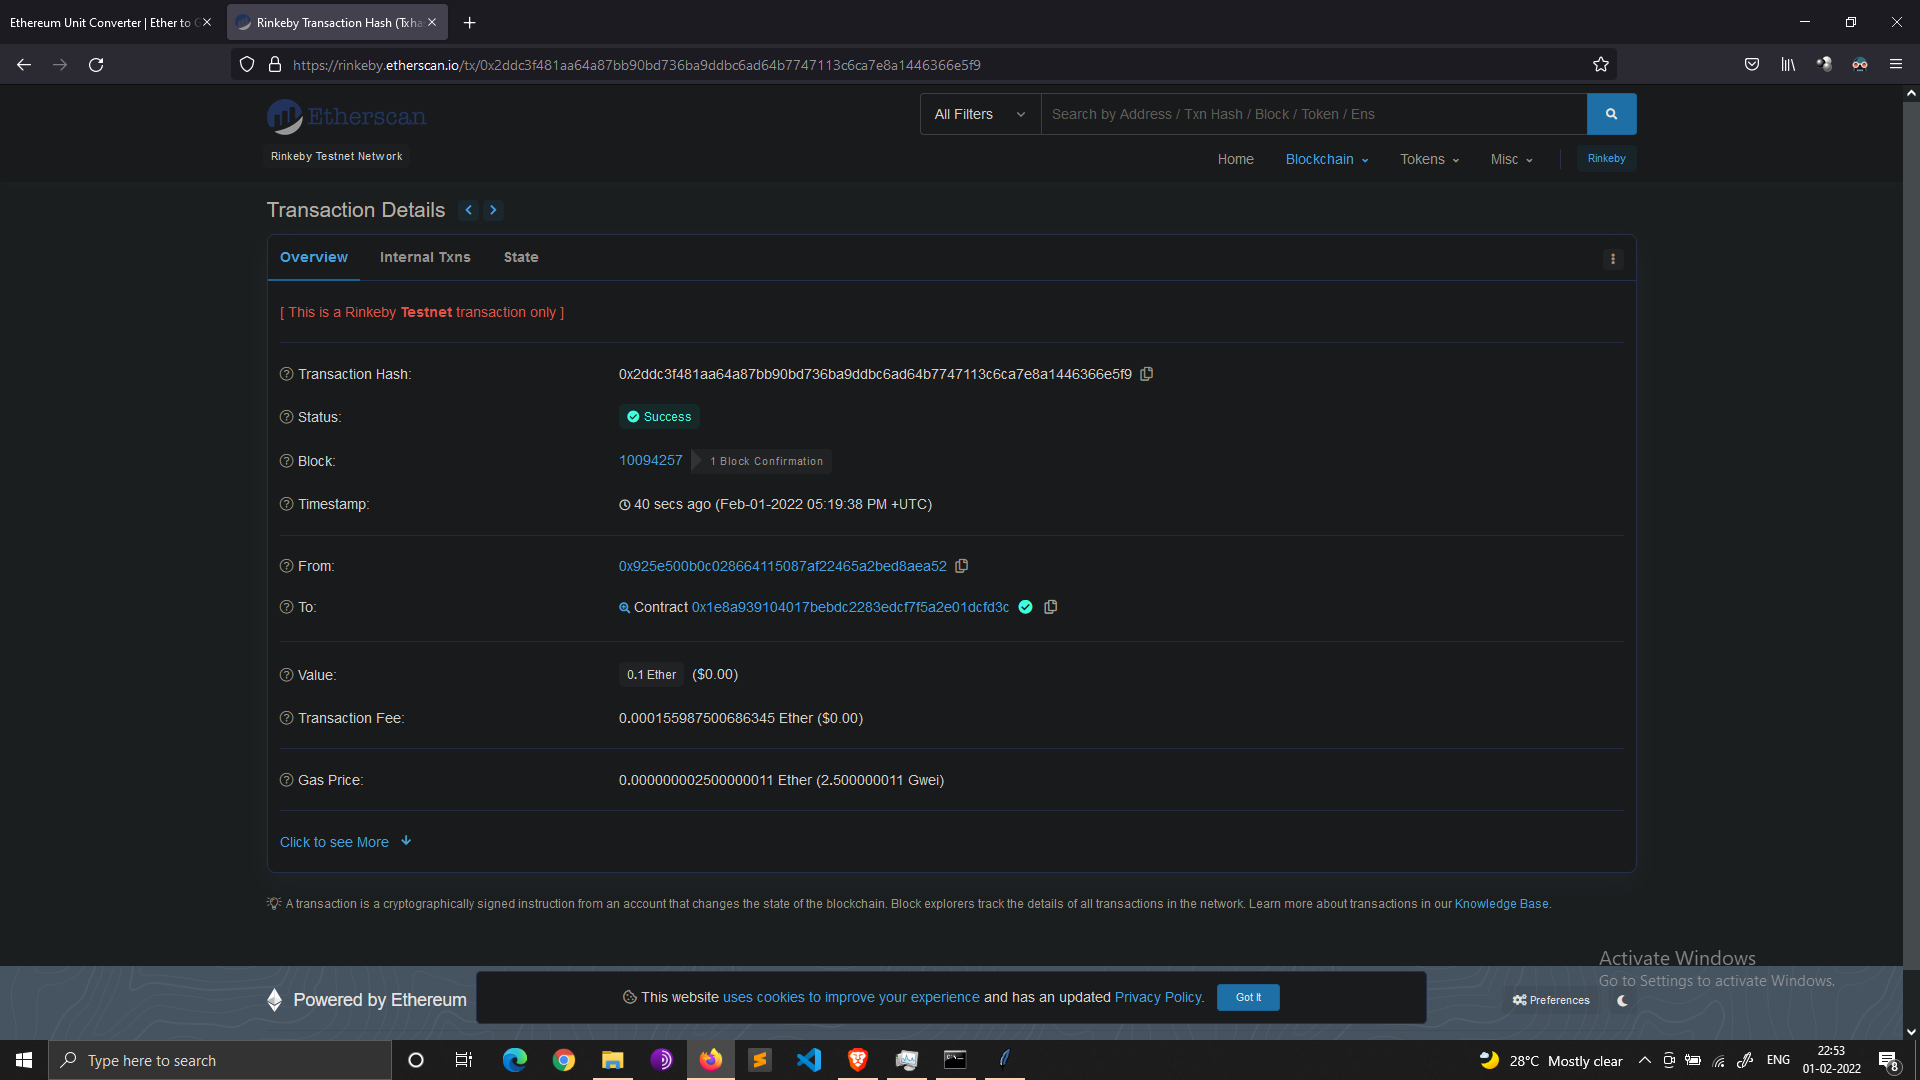 Ethereum Unit Converter | Ether to G
Rinkeby Transaction Hash (Txha
https://rinkeby.etherscan.io/tx/0x2ddc3f481aa64a87bb90bd736ba9ddbc6ad64b7747113c6ca7e8a1446366e5f9
Etherscan
All Filters
Search by Address / Txn Hash / Block / Token / Ens
Rinkeby Testnet Network
Home
Blockchain
Tokens
Misc
Rinkeby
Transaction Details
Overview
Internal Txns
State
[ This is a Rinkeby Testnet transaction only ]
Transaction Hash:
0x2ddc3f481aa64a87bb90bd736ba9ddbc6ad64b7747113c6ca7e8a1446366e5f9
Status:
Success
Block:
10094257
1 Block Confirmation
Timestamp:
40 secs ago (Feb-01-2022 05:19:38 PM +UTC)
From:
0x925e500b0c028664115087af22465a2bed8aea52
To:
Contract 0x1e8a939104017bebdc2283edcf7f5a2e01dcfd3c
Value:
0.1 Ether ($0.00)
Transaction Fee:
0.000155987500686345 Ether ($0.00)
Gas Price:
0.000000002500000011 Ether (2.500000011 Gwei)
Click to see More
A transaction is a cryptographically signed instruction from an account that changes the state of the blockchain. Block explorers track the details of all transactions in the network. Learn more about transactions in our Knowledge Base.
Activate Windows
Go to Settings to activate Windows.
Powered by Ethereum
This website uses cookies to improve your experience and has an updated Privacy Policy.
Got It
Preferences
Type here to search
28°C Mostly clear
ENG
22:53
01-02-2022
8